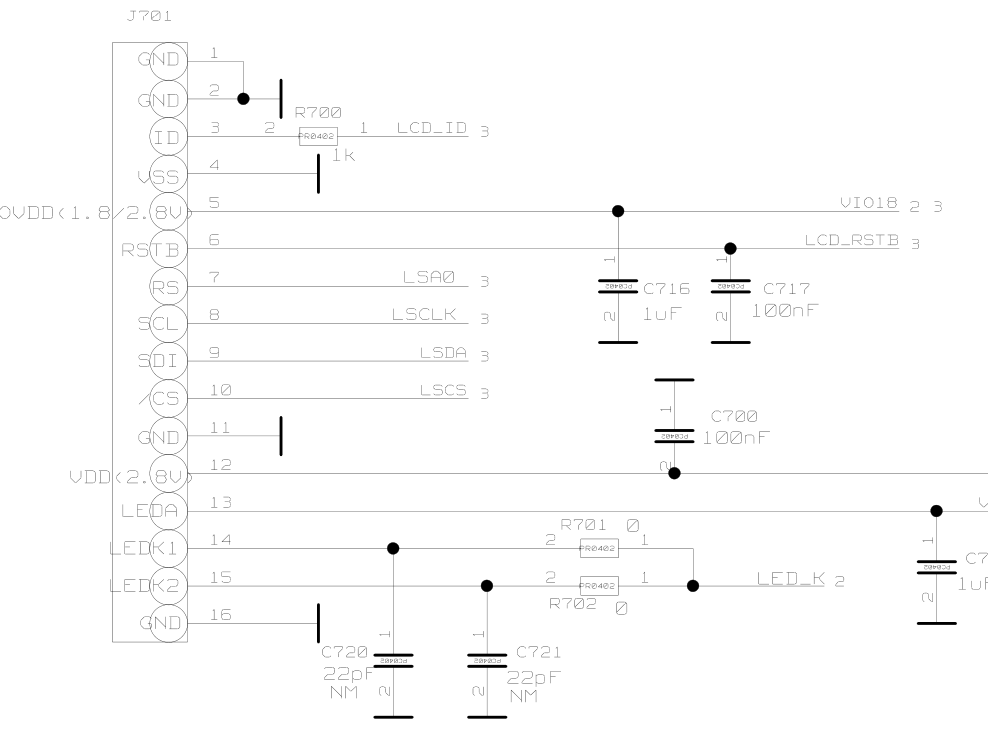 J701
GND 1
GND 2
R700
ID 3 2 PR0402 1 LCD_ID 3
1k
VSS 4
OVDD(1.8/2.8V) 5 VIO18 2 3
RSTB 6 LCD_RSTB 3
1 1
RS 7 LSA0 3
PC0402 C716 PC0402 C717
1uF 100nF
2 2
SCL 8 LSCLK 3
SDI 9 LSDA 3
/CS 10 LSCS 3
1
C700
PC0402 100nF
2
GND 11
VDD(2.8V) 12
LEDA 13 V
R701 0
LEDK1 14 2 PR0402 1
1
PC0402 C7
1uF
2
LEDK2 15 2 PR0402 1 LED_K 2
R702 0
GND 16
1 1
C720 PC0402 PC0402 C721
22pF 22pF
NM 2 2 NM